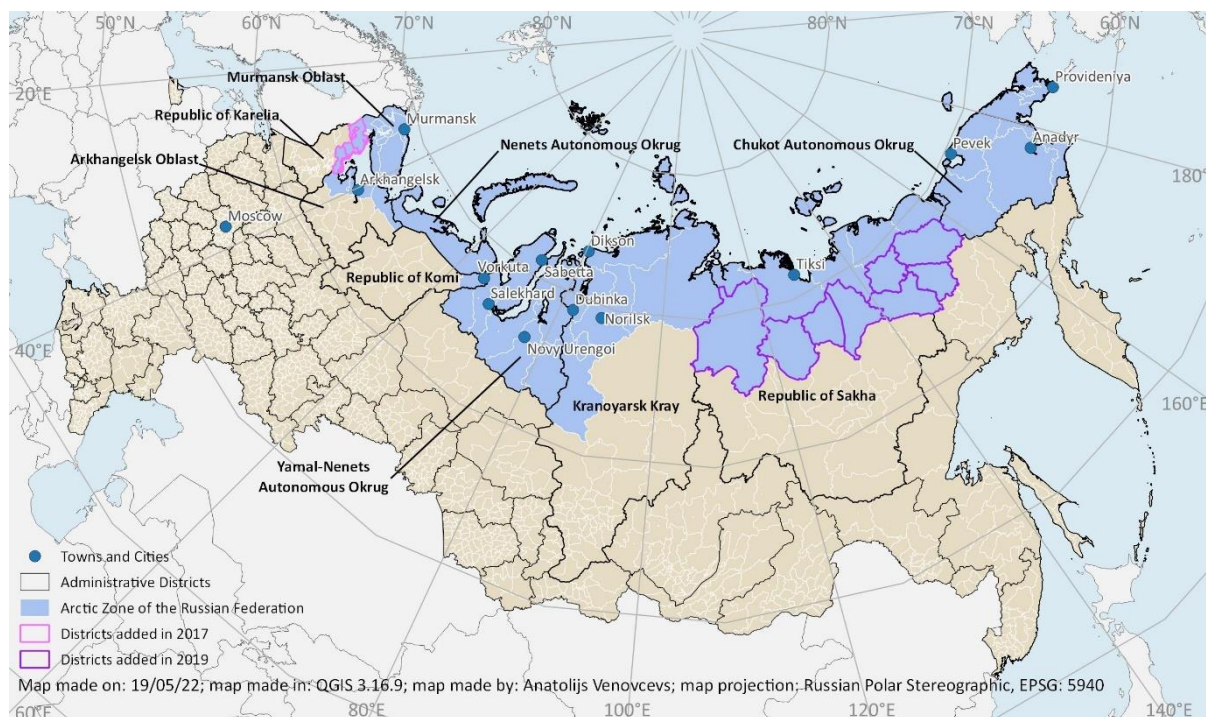 60°N
70°N
80°N
80°N
70°N
60°N
20°E
Murmansk Oblast
Provideniya
Republic of Karelia
Murmansk
Nenets Autonomous Okrug
Chukot Autonomous Okrug
Anadyr
Pevek
Arkhangelsk Oblast
Arkhangelsk
180°
Moscow
Dikson
Republic of Komi
Vorkuta
Sabetta
Tiksi
Salekhard
Dubinka
Norilsk
40°E
Novy Urengoi
Kranoyarsk Kray
Republic of Sakha
160°E
Yamal-Nenets
Autonomous Okrug
Towns and Cities
Administrative Districts
Arctic Zone of the Russian Federation
Districts added in 2017
Districts added in 2019
Map made on: 19/05/22; map made in: QGIS 3.16.9; map made by: Anatolijs Venovcevs; map projection: Russian Polar Stereographic, EPSG: 5940
60°E
80°E
100°E
120°E
140°E